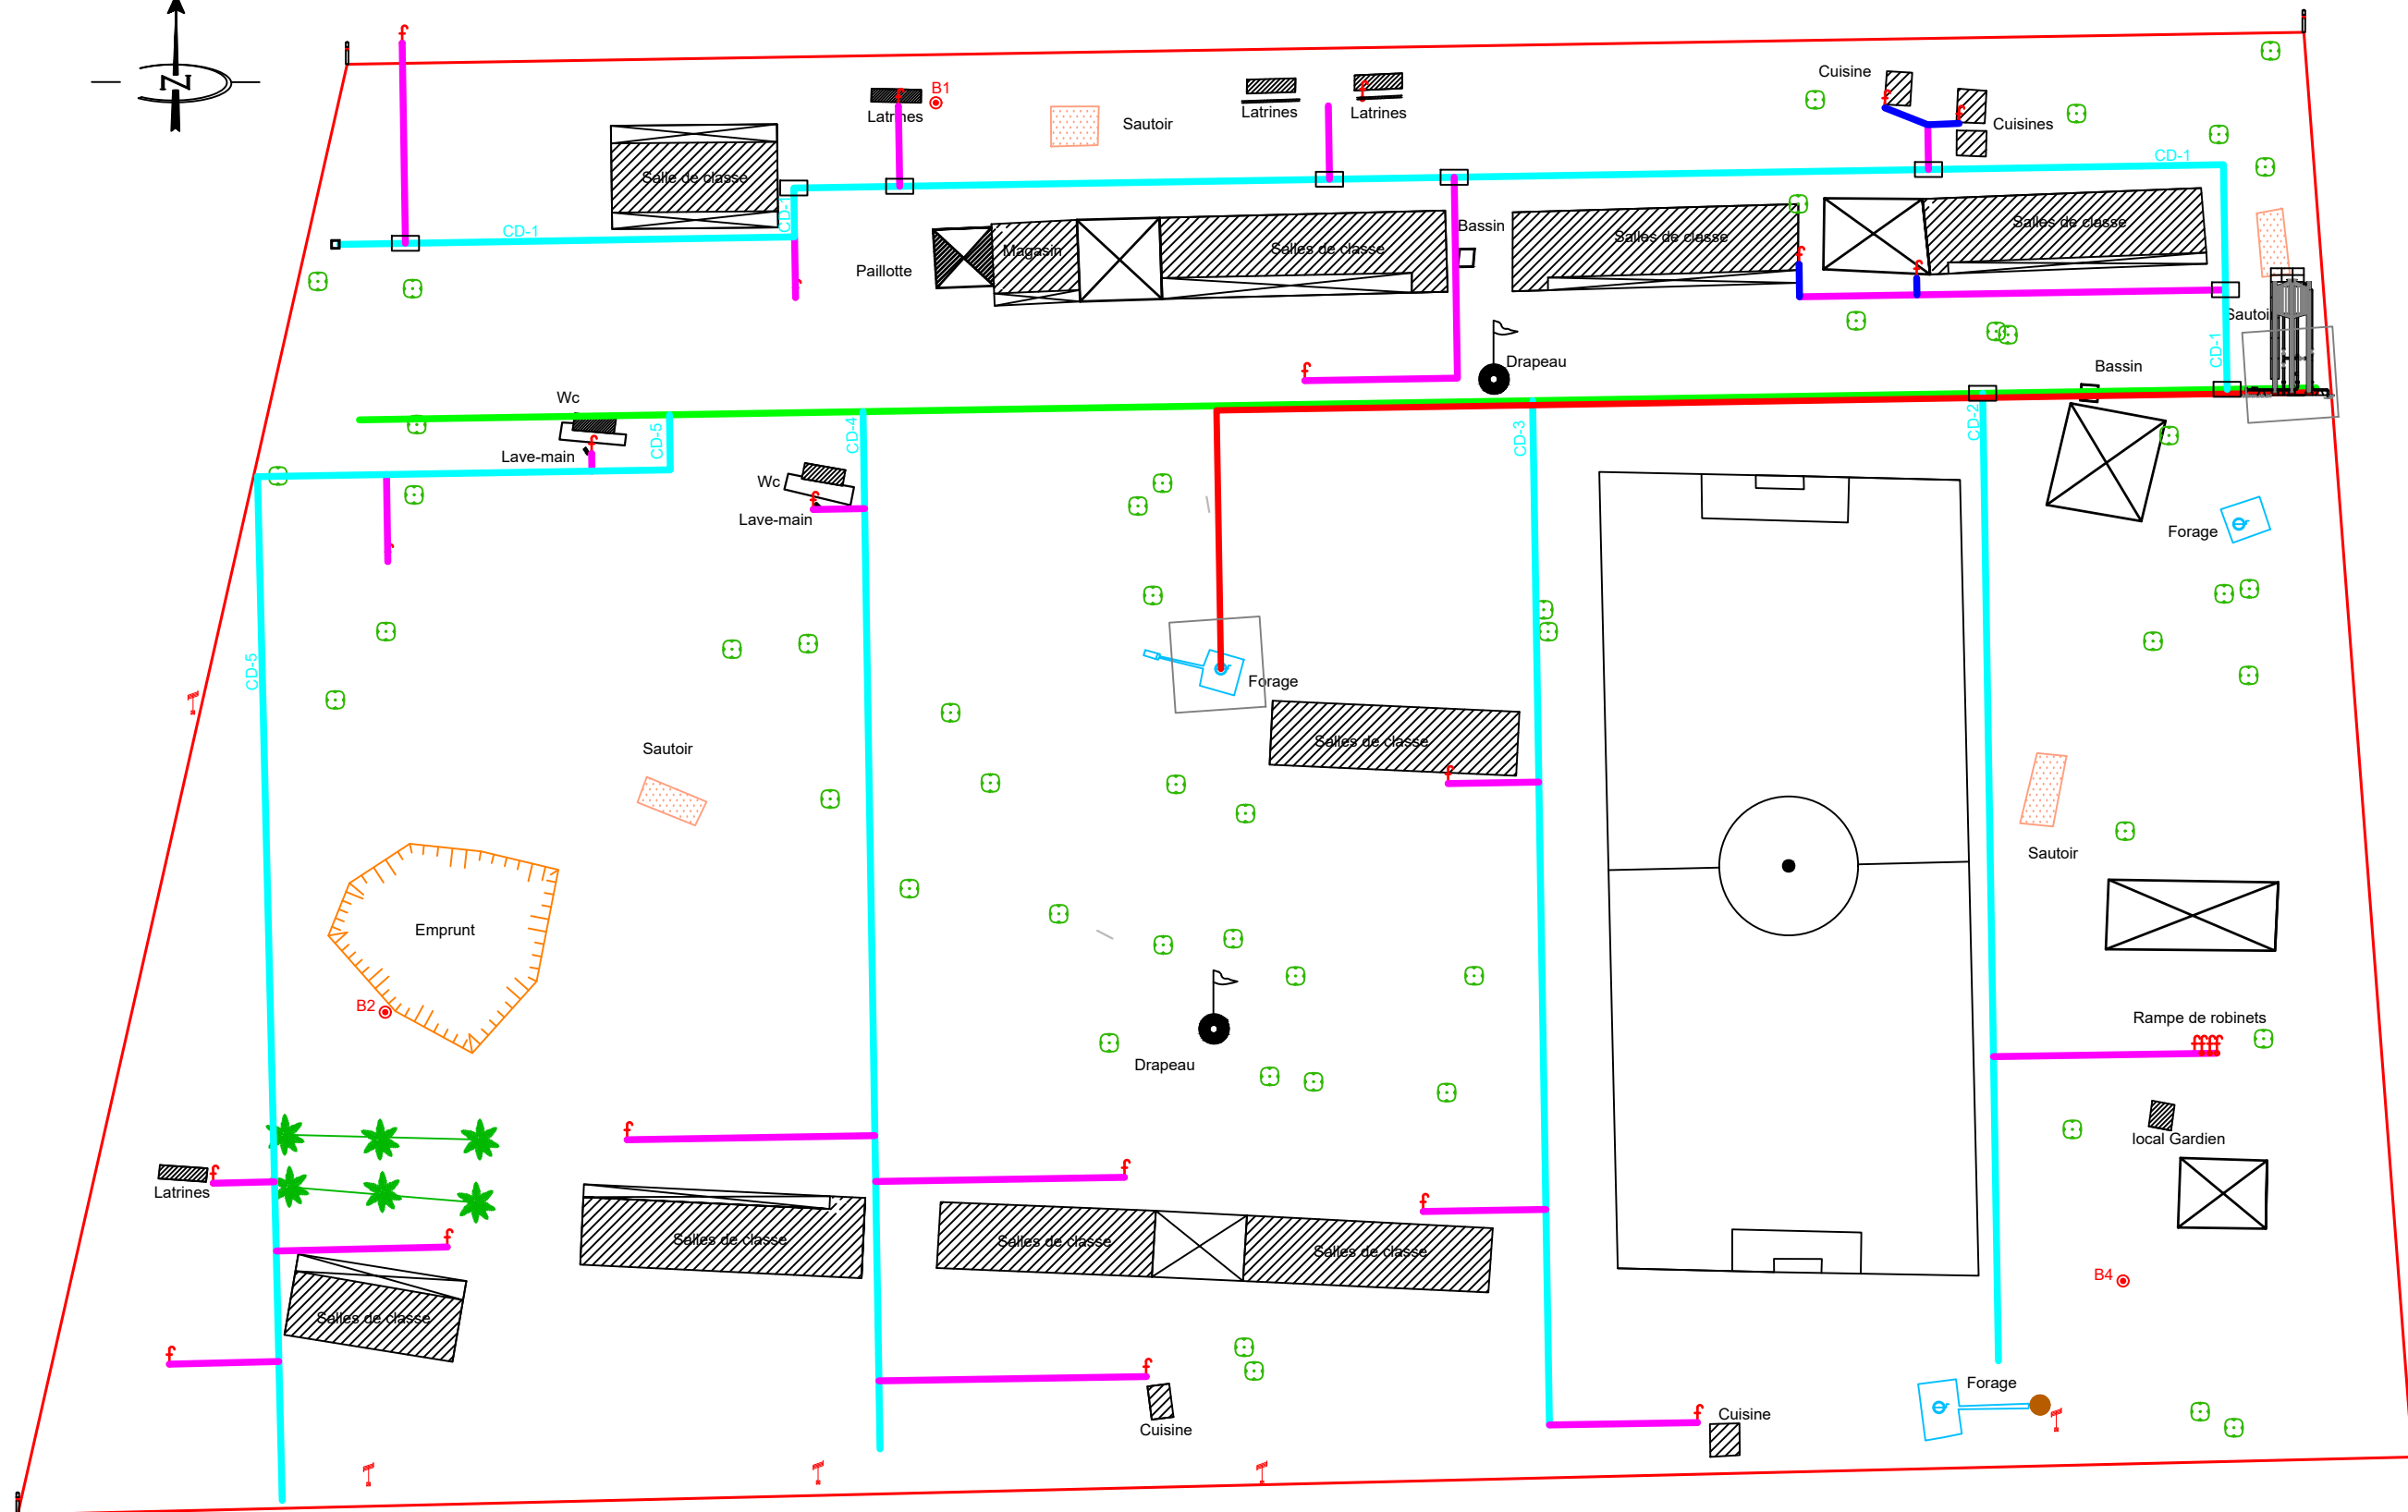 N
B1
Cuisine
Latrines
Latrines
Latrines
Sautoir
Cuisines
CD-1
Salle de classe
CD-1
CD-1
Bassin
Salles de classe
Salles de classe
Salles de classe
Magasin
Paillotte
Sautoir
CD-1
Drapeau
Bassin
Wc
CD-5
CD-4
CD-3
CD-2
Lave-main
Wc
Lave-main
Forage
CD-5
Forage
Salles de classe
Sautoir
Sautoir
Emprunt
B2
Rampe de robinets
Drapeau
local Gardien
Latrines
Salles de classe
Salles de classe
Salles de classe
B4
Salles de classe
Forage
Cuisine
Cuisine